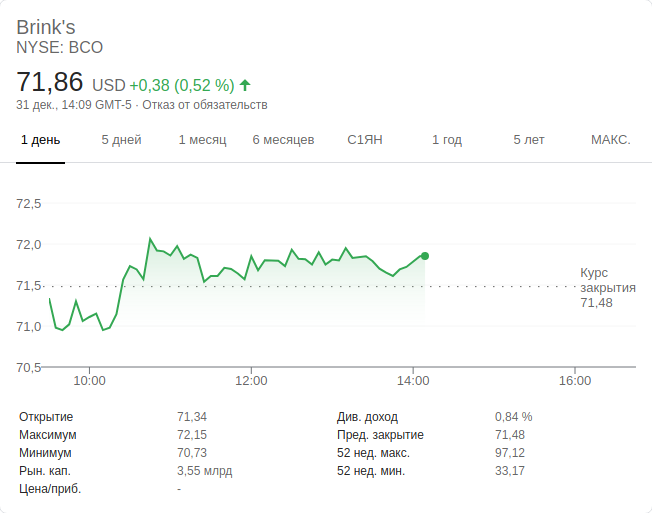 Brink's
NYSE: BCO
71,86 USD +0,38 (0,52 %)
31 дек., 14:09 GMT-5 · Отказ от обязательств
1 день 5 дней 1 месяц 6 месяцев С1ЯН 1 год 5 лет МАКС.
72,5
72,0
71,5
71,0
70,5
Курс
закрытия
71,48
10:00 12:00 14:00 16:00
Открытие 71,34 Див. доход 0,84 %
Максимум 72,15 Пред. закрытие 71,48
Минимум 70,73 52 нед. макс. 97,12
Рын. кап. 3,55 млрд 52 нед. мин. 33,17
Цена/приб. -